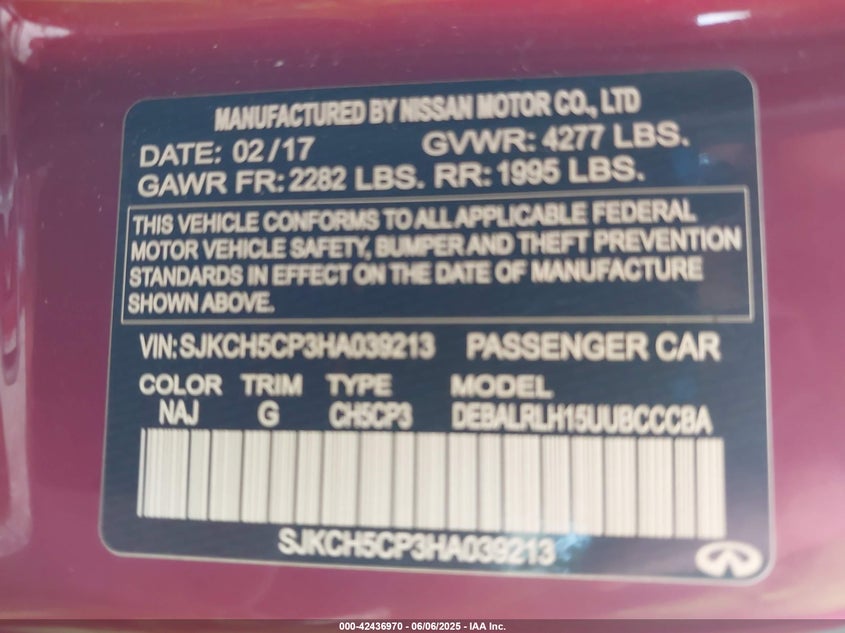 MANUFACTURED BY NISSAN MOTOR CO., LTD
DATE: 02/17 GVWR: 4277 LBS.
GAWR FR: 2282 LBS. RR: 1995 LBS.
THIS VEHICLE CONFORMS TO ALL APPLICABLE FEDERAL
MOTOR VEHICLE SAFETY, BUMPER AND THEFT PREVENTION
STANDARDS IN EFFECT ON THE DATE OF MANUFACTURE
SHOWN ABOVE.
VIN: SJKCH5CP3HA039213 PASSENGER CAR
COLOR TRIM TYPE MODEL
NAJ G CH5CP3 DEBALRLH15UUBCCCBA
SJKCH5CP3HA039213
000-42436970 - 06/06/2025 - IAA Inc.